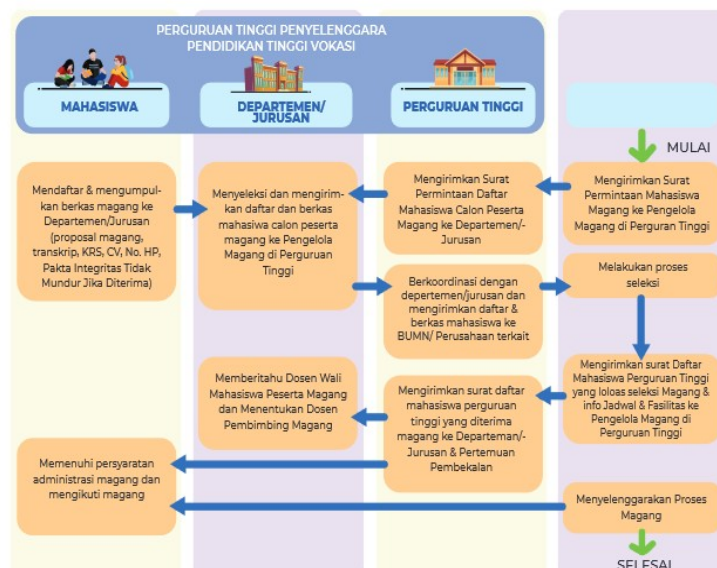 PERGURUAN TINGGI PENYELENGGARA
PENDIDIKAN TINGGI VOKASI
MAHASISWA
DEPARTEMEN/
JURUSAN
PERGURUAN TINGGI
MULAI
Mendaftar & mengumpul-
kan berkas magang ke
Departemen/Jurusan
(proposal magang,
transkrip, KRS, CV, No. HP,
Pakta Integritas Tidak
Mundur Jika Diterima)
Menyeleksi dan mengirim-
kan daftar dan berkas
mahasiwa calon peserta
magang ke Pengelola
Magang di Perguruan
Tinggi
Mengirimkan Surat
Permintaan Daftar
Mahasiswa Calon Peserta
Magang ke Departemen/-
Jurusan
Mengirimkan Surat
Permintaan Mahasiswa
Magang ke Pengelola
Magang di Perguran
Tinggi
Berkoordinasi dengan
depertemen/jurusan dan
mengirimkan daftar &
berkas mahasiswa ke
BUMN/ Perusahaan terkait
Melakukan proses
seleksi
Memberitahu Dosen Wali
Mahasiswa Peserta Magang
dan Menentukan Dosen
Pembimbing Magang
Mengirimkan surat daftar
mahasiswa perguruan
tinggi yang diterima
magang ke Departeman/-
Jurusan & Pertemuan
Pembekalan
Mengirimkan surat Daftar
Mahasiswa Perguruan Tinggi
yang loloas seleksi Magang &
info Jadwal & Fasilitas ke
Pengelola Magang di
Perguruan Tinggi
Memenuhi persyaratan
administrasi magang dan
mengikuti magang
Menyelenggarakan Proses
Magang
SELESAI